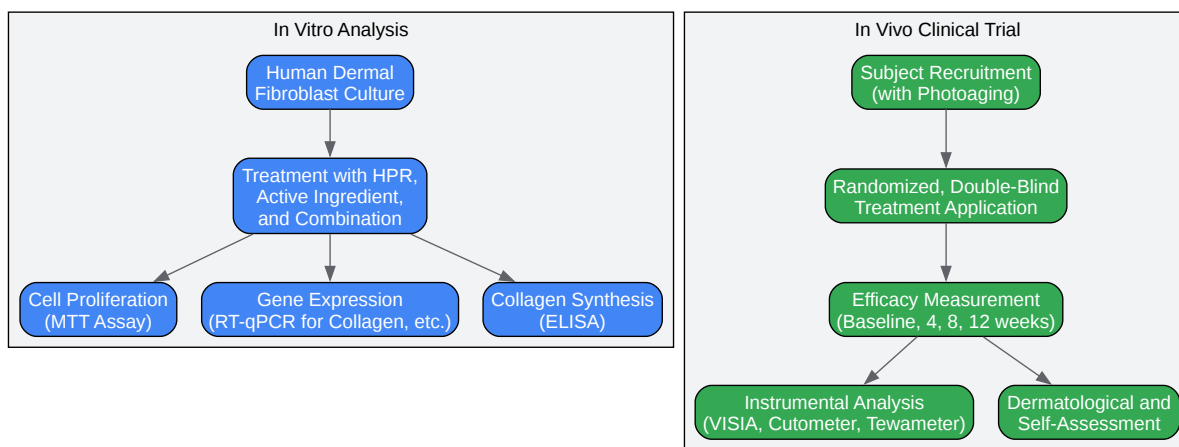 In Vitro Analysis
Human Dermal
Fibroblast Culture
Treatment with HPR,
Active Ingredient,
and Combination
Cell Proliferation
(MTT Assay)
Gene Expression
(RT-qPCR for Collagen, etc.)
Collagen Synthesis
(ELISA)
In Vivo Clinical Trial
Subject Recruitment
(with Photoaging)
Randomized, Double-Blind
Treatment Application
Efficacy Measurement
(Baseline, 4, 8, 12 weeks)
Instrumental Analysis
(VISIA, Cutometer, Tewameter)
Dermatological and
Self-Assessment